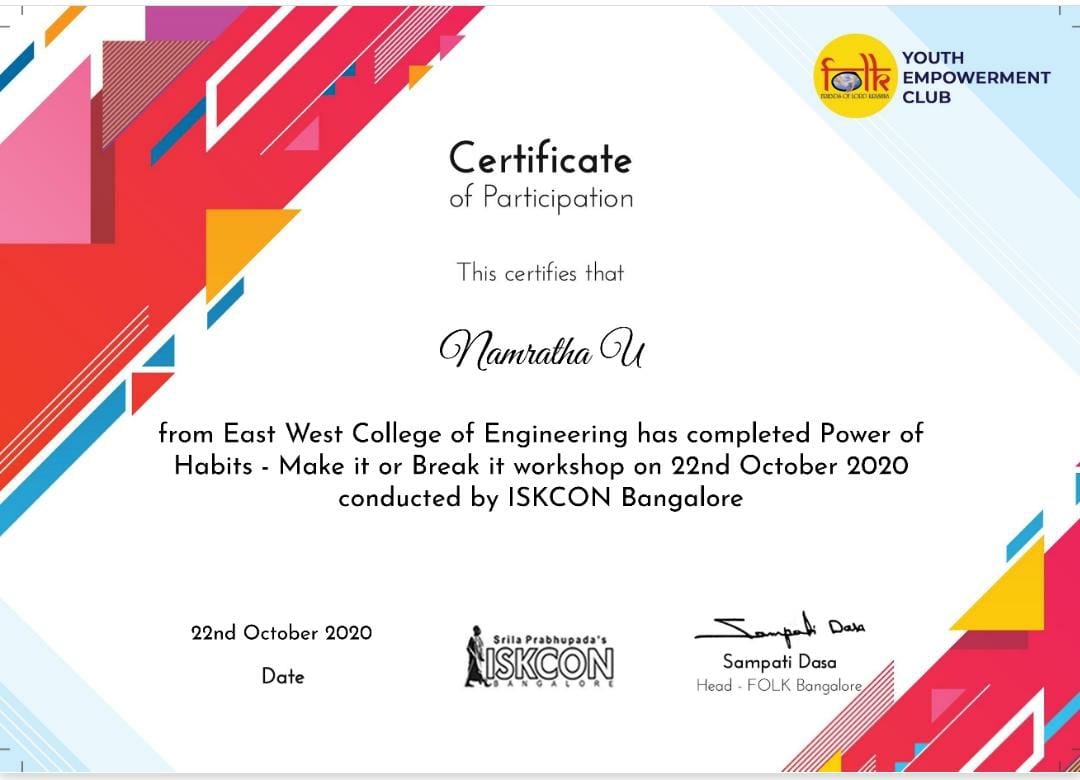 folk
FRIENDS OF LORD KRISHNA
YOUTH
EMPOWERMENT
CLUB
Certificate
of Participation
This certifies that
Namratha U
from East West College of Engineering has completed Power of
Habits - Make it or Break it workshop on 22nd October 2020
conducted by ISKCON Bangalore
22nd October 2020
Date
Srila Prabhupada's
ISKCON
BANGALORE
Sampati Dasa
Sampati Dasa
Head - FOLK Bangalore